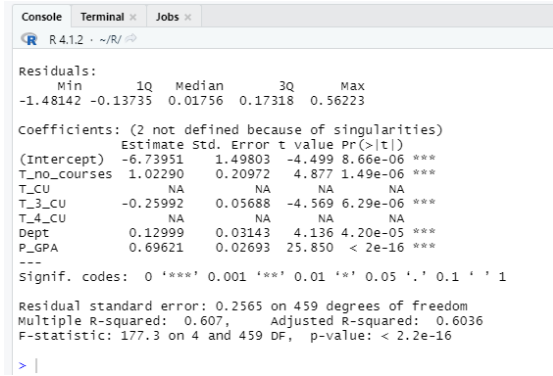 Console Terminal × Jobs ×
R R 4.1.2 · ~/R/
Residuals:
Min 1Q Median 3Q Max
-1.48142 -0.13735 0.01756 0.17318 0.56223
Coefficients: (2 not defined because of singularities)
Estimate Std. Error t value Pr(>|t|)
(Intercept) -6.73951 1.49803 -4.499 8.66e-06 ***
T_no_courses 1.02290 0.20972 4.877 1.49e-06 ***
T_CU NA NA NA NA
T_3_CU -0.25992 0.05688 -4.569 6.29e-06 ***
T_4_CU NA NA NA NA
Dept 0.12999 0.03143 4.136 4.20e-05 ***
P_GPA 0.69621 0.02693 25.850 < 2e-16 ***
---
Signif. codes: 0 ‘***’ 0.001 ‘**’ 0.01 ‘*’ 0.05 ‘.’ 0.1 ‘ ’ 1
Residual standard error: 0.2565 on 459 degrees of freedom
Multiple R-squared: 0.607, Adjusted R-squared: 0.6036
F-statistic: 177.3 on 4 and 459 DF, p-value: < 2.2e-16
>